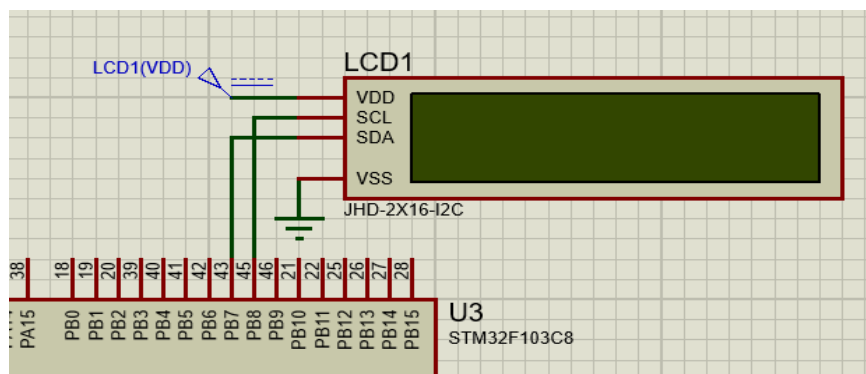 LCD1(VDD)
LCD1
VDD
SCL
SDA
VSS
JHD-2X16-I2C
38 18 19 20 39 40 41 42 43 45 46 21 22 25 26 27 28
PA15 PB0 PB1 PB2 PB3 PB4 PB5 PB6 PB7 PB8 PB9 PB10 PB11 PB12 PB13 PB14 PB15
U3
STM32F103C8